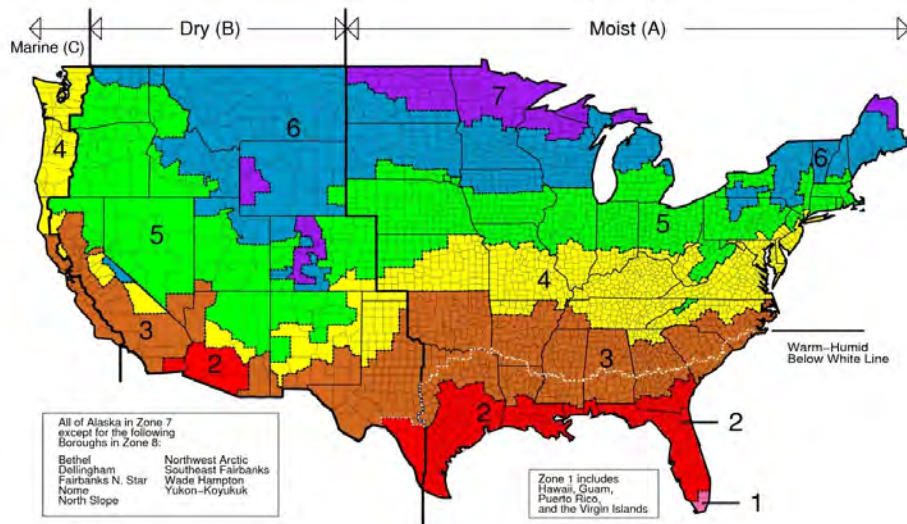 Marine (C)
Dry (B)
Moist (A)
7
6
4
6
5
5
4
3
3
2
2
2
1
Warm-Humid
Below White Line
All of Alaska in Zone 7
except for the following
Boroughs in Zone 8:
Bethel
Dellingham
Fairbanks N. Star
Nome
North Slope
Northwest Arctic
Southeast Fairbanks
Wade Hampton
Yukon-Koyukuk
Zone 1 includes
Hawaii, Guam,
Puerto Rico,
and the Virgin Islands